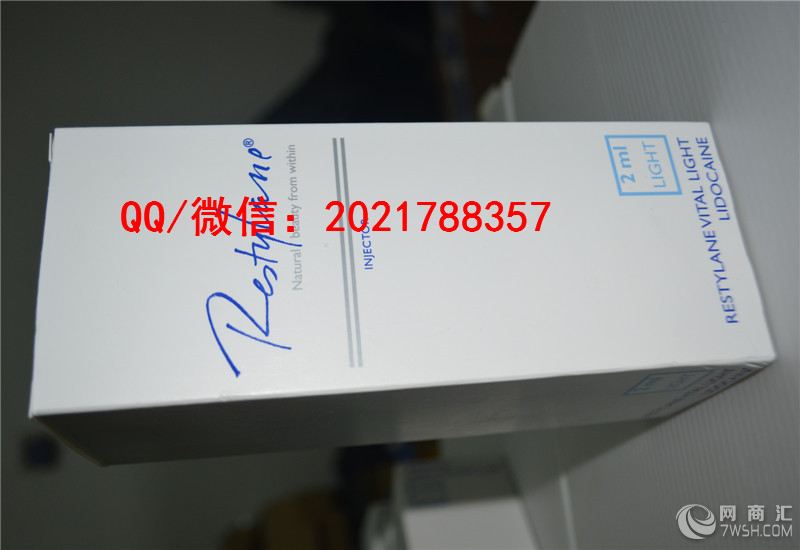 Restylane®
Natural beauty from within
QQ/微信：2021788357
INJECTOR
2 ml
LIGHT
RESTYLANE VITAL LIGHT
LIDOCAINE
网商汇
7WSH.COM